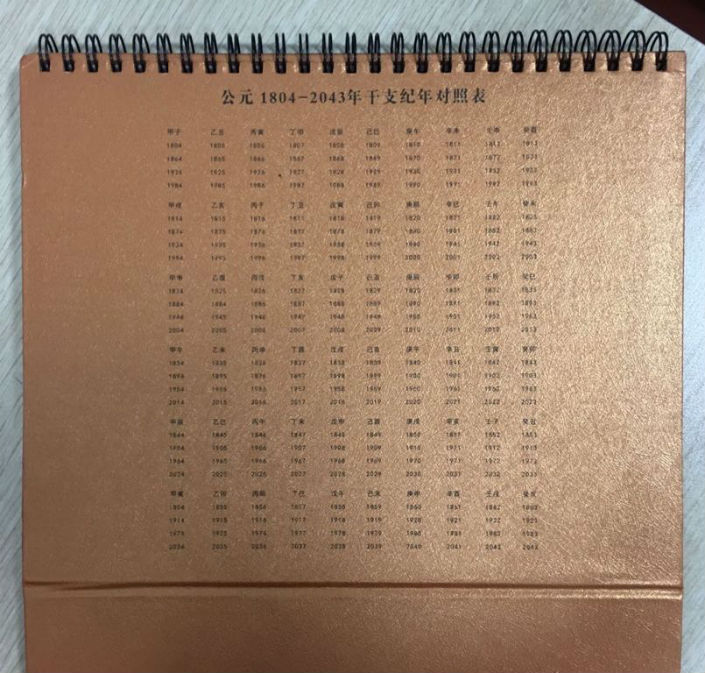 公元 1804-2043年干支纪年对照表
甲子 乙丑 丙寅 丁卯 戊辰 己巳 庚午 辛未 壬申 癸酉
1804 1805 1806 1807 1808 1809 1810 1811 1812 1813
1864 1865 1866 1867 1868 1869 1870 1871 1872 1873
1924 1925 1926 1927 1928 1929 1930 1931 1932 1933
1984 1985 1986 1987 1988 1989 1990 1991 1992 1993
甲戌 乙亥 丙子 丁丑 戊寅 己卯 庚辰 辛巳 壬午 癸未
1814 1815 1816 1817 1818 1819 1820 1821 1822 1823
1874 1875 1876 1877 1878 1879 1880 1881 1882 1883
1934 1935 1936 1937 1938 1939 1940 1941 1942 1943
1994 1995 1996 1997 1998 1999 2000 2001 2002 2003
甲申 乙酉 丙戌 丁亥 戊子 己丑 庚寅 辛卯 壬辰 癸巳
1824 1825 1826 1827 1828 1829 1830 1831 1832 1833
1884 1885 1886 1887 1888 1889 1890 1891 1892 1893
1944 1945 1946 1947 1948 1949 1950 1951 1952 1953
2004 2005 2006 2007 2008 2009 2010 2011 2012 2013
甲午 乙未 丙申 丁酉 戊戌 己亥 庚子 辛丑 壬寅 癸卯
1834 1835 1836 1837 1838 1839 1840 1841 1842 1843
1894 1895 1896 1897 1898 1899 1900 1901 1902 1903
1954 1955 1956 1957 1958 1959 1960 1961 1962 1963
2014 2015 2016 2017 2018 2019 2020 2021 2022 2023
甲辰 乙巳 丙午 丁未 戊申 己酉 庚戌 辛亥 壬子 癸丑
1844 1845 1846 1847 1848 1849 1850 1851 1852 1853
1904 1905 1906 1907 1908 1909 1910 1911 1912 1913
1964 1965 1966 1967 1968 1969 1970 1971 1972 1973
2024 2025 2026 2027 2028 2029 2030 2031 2032 2033
甲寅 乙卯 丙辰 丁巳 戊午 己未 庚申 辛酉 壬戌 癸亥
1854 1855 1856 1857 1858 1859 1860 1861 1862 1863
1914 1915 1916 1917 1918 1919 1920 1921 1922 1923
1974 1975 1976 1977 1978 1979 1980 1981 1982 1983
2034 2035 2036 2037 2038 2039 2040 2041 2042 2043